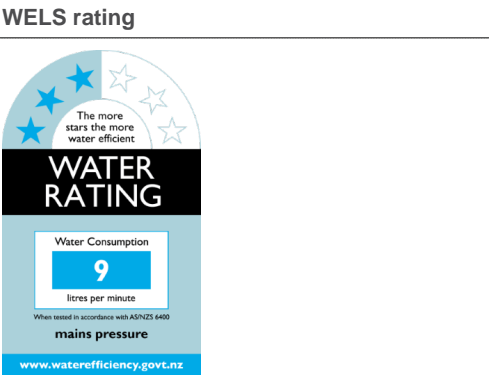 WELS rating
The more
stars the more
water efficient
WATER
RATING
Water Consumption
9
litres per minute
When tested in accordance with AS/NZS 6400
mains pressure
www.waterefficiency.govt.nz